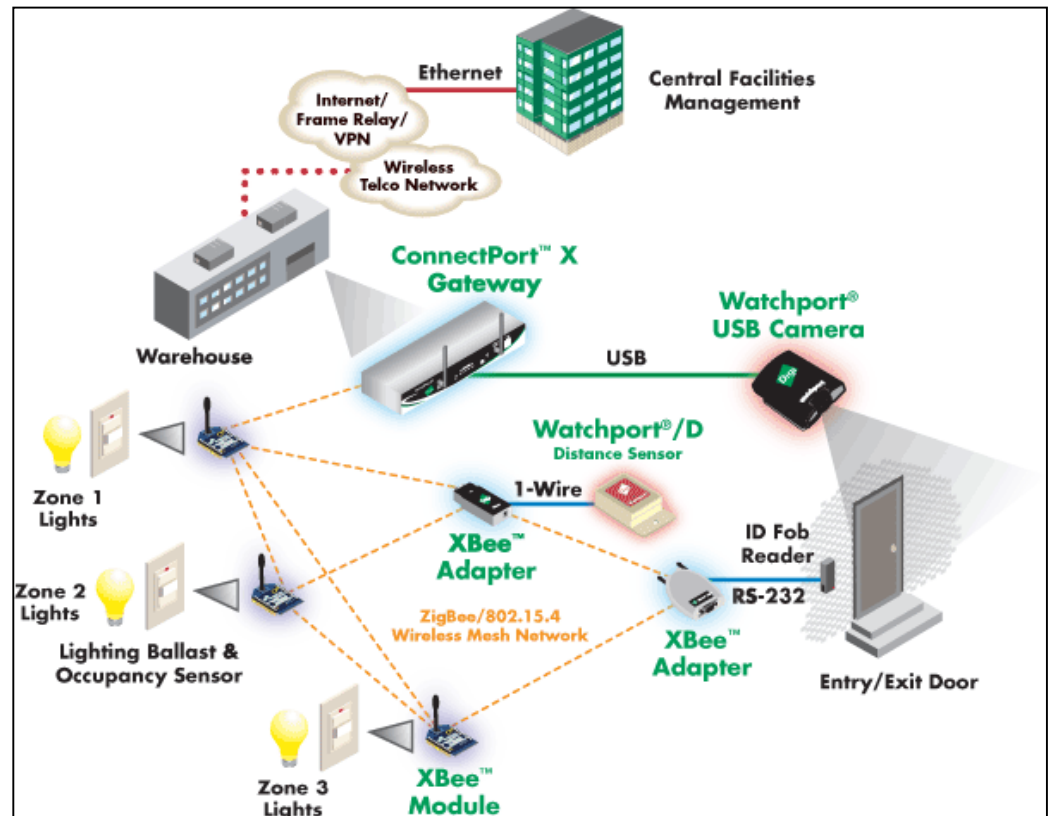 Ethernet
Central Facilities
Management
Internet/
Frame Relay/
VPN
Wireless
Telco Network
ConnectPort™ X
Gateway
Warehouse
Watchport®
USB Camera
USB
Digi
watchport
Watchport®/D
Distance Sensor
1-Wire
Zone 1
Lights
XBee™
Adapter
ID Fob
Reader
RS-232
Zone 2
Lights
ZigBee/802.15.4
Wireless Mesh Network
Lighting Ballast &
Occupancy Sensor
XBee™
Adapter
Entry/Exit Door
Zone 3
Lights
XBee™
Module